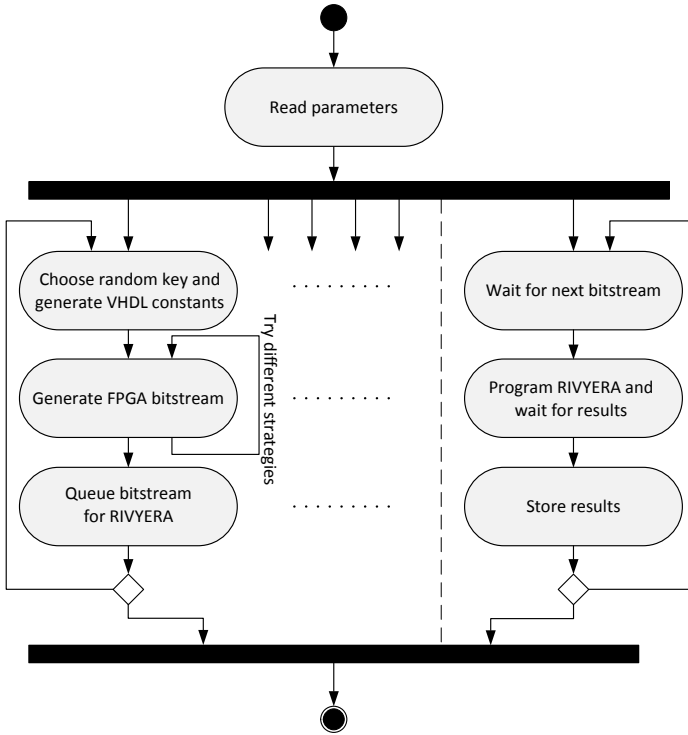 Read parameters
Choose random key and
generate VHDL constants
. . . . . . . . .
Wait for next bitstream
Try different strategies
Generate FPGA bitstream
. . . . . . . . .
Program RIVYERA and
wait for results
Queue bitstream
for RIVYERA
. . . . . . . . .
Store results